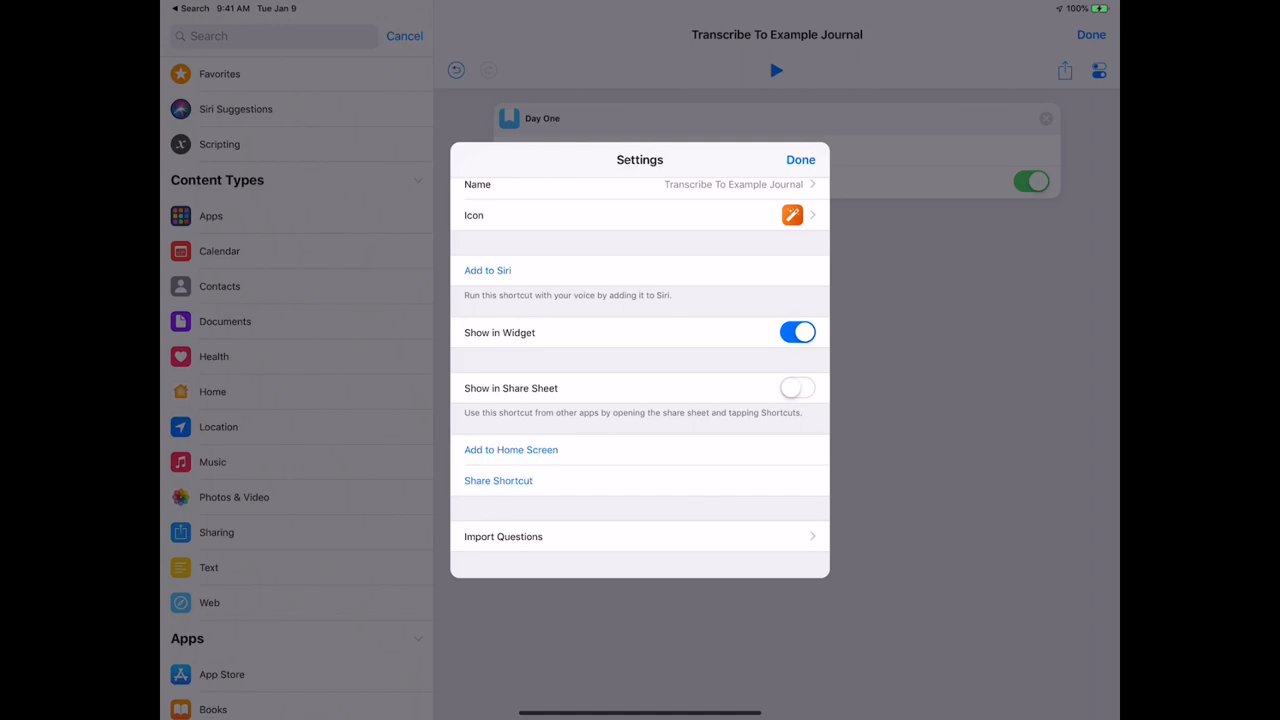 Search 9:41 AM Tue Jan 9
100%
Search
Cancel
Favorites
Siri Suggestions
Scripting
Content Types
Apps
Calendar
Contacts
Documents
Health
Home
Location
Music
Photos & Video
Sharing
Text
Web
Apps
App Store
Books
Transcribe To Example Journal
Done
Day One
Settings
Done
Name Transcribe To Example Journal
Icon
Add to Siri
Run this shortcut with your voice by adding it to Siri.
Show in Widget
Show in Share Sheet
Use this shortcut from other apps by opening the share sheet and tapping Shortcuts.
Add to Home Screen
Share Shortcut
Import Questions